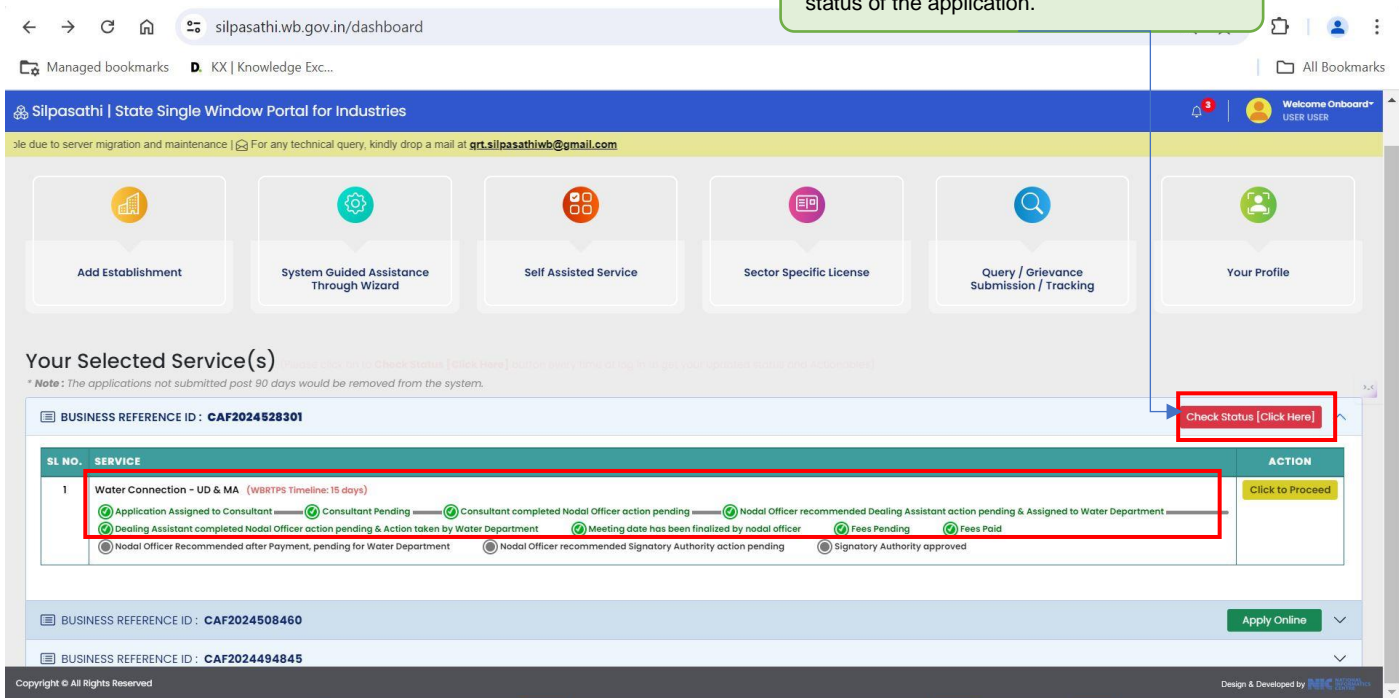 status of the application.
silpasathi.wb.gov.in/dashboard
Managed bookmarks D. KX | Knowledge Exc... All Bookmarks
Silpasathi | State Single Window Portal for Industries 3 Welcome Onboard
USER USER
ple due to server migration and maintenance | For any technical query, kindly drop a mail at qrt.silpasathiwb@gmail.com
Add Establishment
System Guided Assistance
Through Wizard
Self Assisted Service
Sector Specific License
Query / Grievance
Submission / Tracking
Your Profile
Your Selected Service(s)
* Note : The applications not submitted post 90 days would be removed from the system.
BUSINESS REFERENCE ID : CAF2024528301 Check Status [Click Here]
SL NO. SERVICE ACTION
1 Water Connection - UD & MA (WBRTPS Timeline: 15 days) Click to Proceed
Application Assigned to Consultant Consultant Pending Consultant completed Nodal Officer action pending Nodal Officer recommended Dealing Assistant action pending & Assigned to Water Department
Dealing Assistant completed Nodal Officer action pending & Action taken by Water Department Meeting date has been finalized by nodal officer Fees Pending Fees Paid
Nodal Officer Recommended after Payment, pending for Water Department Nodal Officer recommended Signatory Authority action pending Signatory Authority approved
BUSINESS REFERENCE ID : CAF2024508460 Apply Online
BUSINESS REFERENCE ID : CAF2024494845
Copyright © All Rights Reserved Design & Developed by NIC